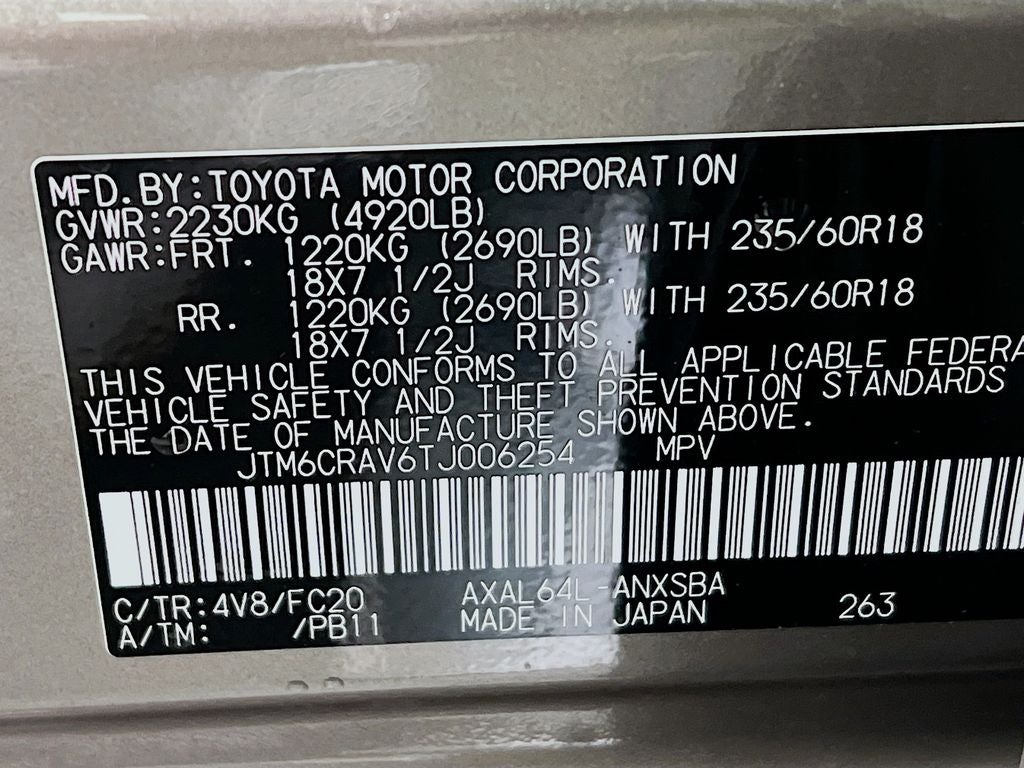 MFD.BY:TOYOTA MOTOR CORPORATION
GVWR:2230KG (4920LB)
GAWR:FRT. 1220KG (2690LB) WITH 235/60R18
18X7 1/2J RIMS.
RR. 1220KG (2690LB) WITH 235/60R18
18X7 1/2J RIMS.
THIS VEHICLE CONFORMS TO ALL APPLICABLE FEDERA
VEHICLE SAFETY AND THEFT PREVENTION STANDARDS
THE DATE OF MANUFACTURE SHOWN ABOVE.
JTM6CRAV6TJ006254 MPV
C/TR:4V8/FC20 AXAL64L-ANXSBA
A/TM: /PB11 MADE IN JAPAN 263